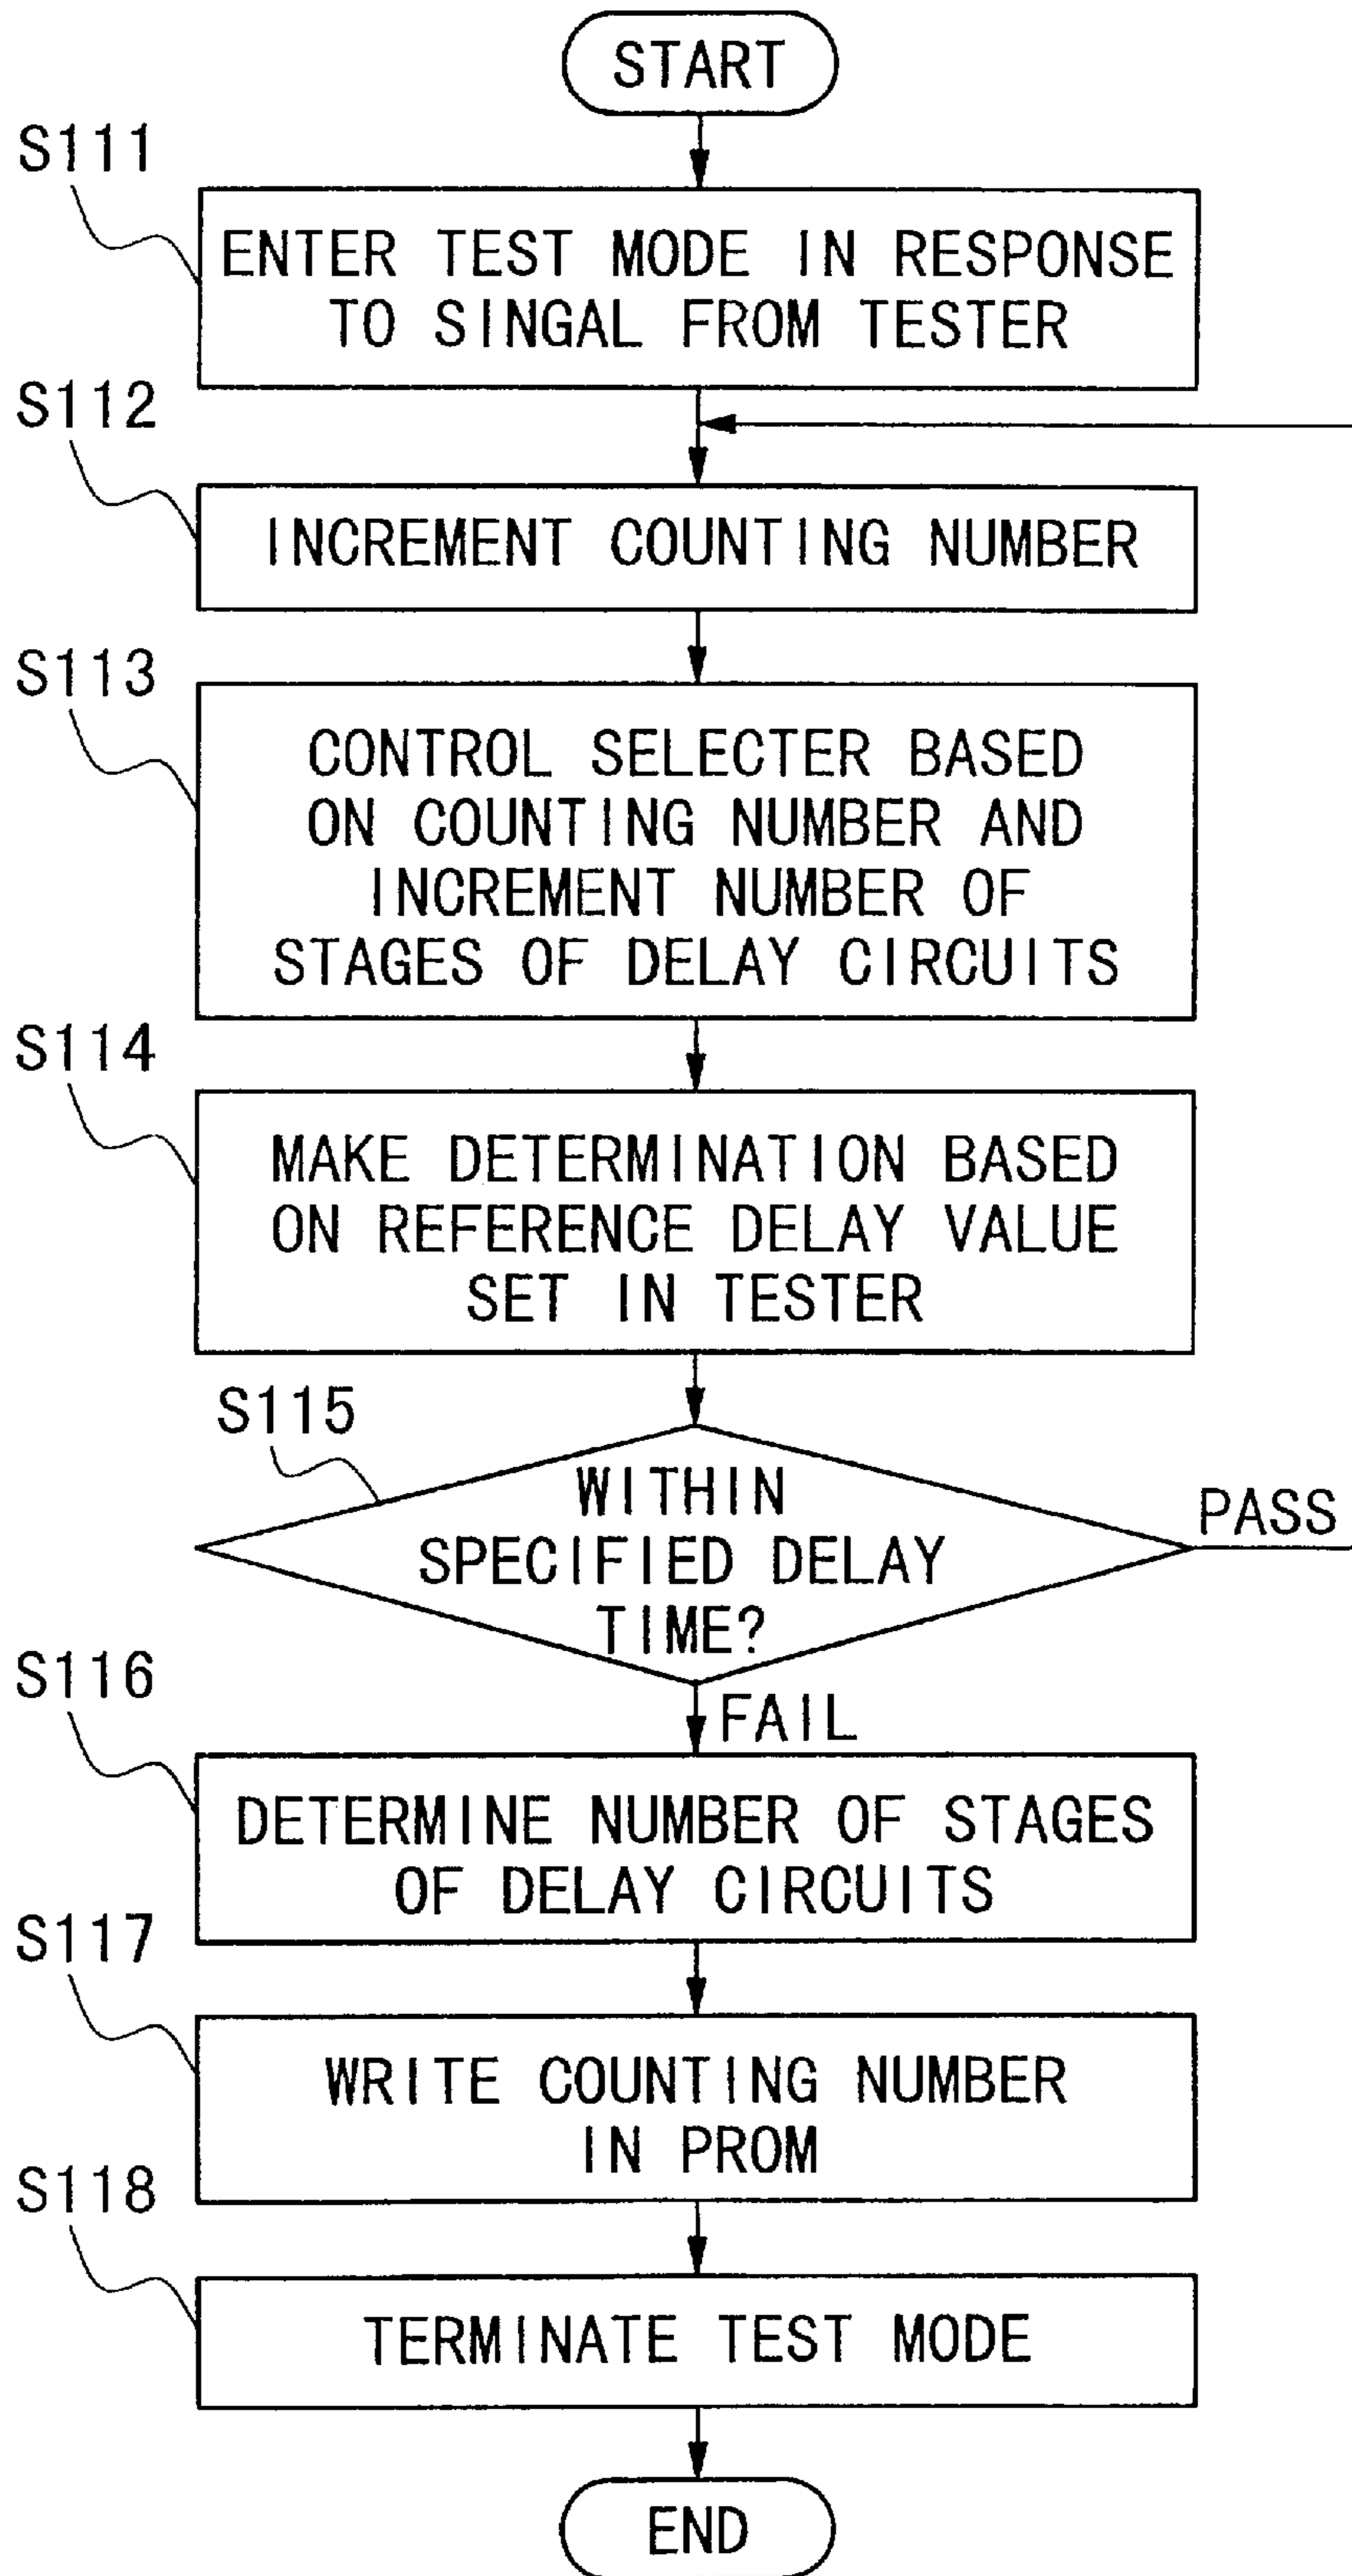 START
S111
ENTER TEST MODE IN RESPONSE
TO SINGAL FROM TESTER
S112
INCREMENT COUNTING NUMBER
S113
CONTROL SELECTER BASED
ON COUNTING NUMBER AND
INCREMENT NUMBER OF
STAGES OF DELAY CIRCUITS
S114
MAKE DETERMINATION BASED
ON REFERENCE DELAY VALUE
SET IN TESTER
S115
WITHIN
SPECIFIED DELAY
TIME?
PASS
FAIL
S116
DETERMINE NUMBER OF STAGES
OF DELAY CIRCUITS
S117
WRITE COUNTING NUMBER
IN PROM
S118
TERMINATE TEST MODE
END